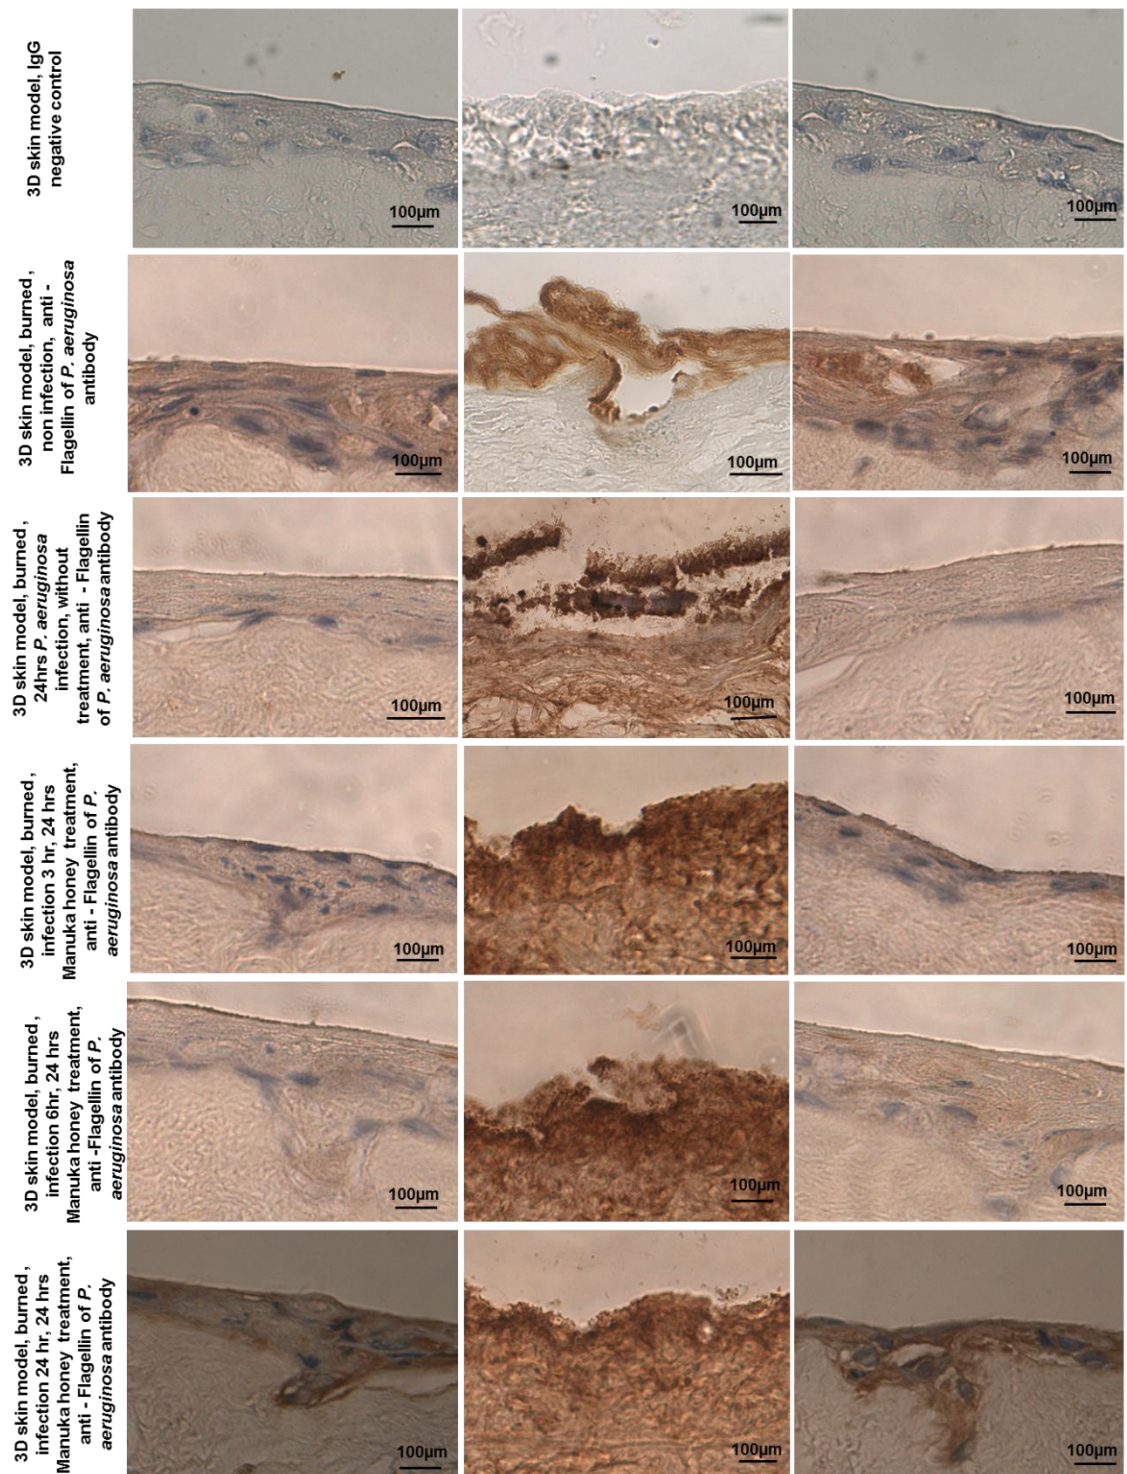 3D skin model, IgG
negative control
100µm
100µm
100µm
3D skin model, burned ,
non infection, anti -
Flagellin of P. aeruginosa
antibody
100µm
100µm
100µm
3D skin model, burned ,
24hrs P. aeruginosa
infection, without
treatment, anti - Flagellin
of P. aeruginosa antibody
100µm
100µm
100µm
3D skin model, burned ,
infection 3 hr, 24 hrs
Manuka honey treatment,
anti - Flagellin of P.
aeruginosa antibody
100µm
100µm
100µm
3D skin model, burned ,
infection 6hr, 24 hrs
Manuka honey treatment,
anti -Flagellin of P.
aeruginosa antibody
100µm
100µm
100µm
3D skin model, burned ,
infection 24 hr, 24 hrs
Manuka honey treatment,
anti - Flagellin of P.
aeruginosa antibody
100µm
100µm
100µm